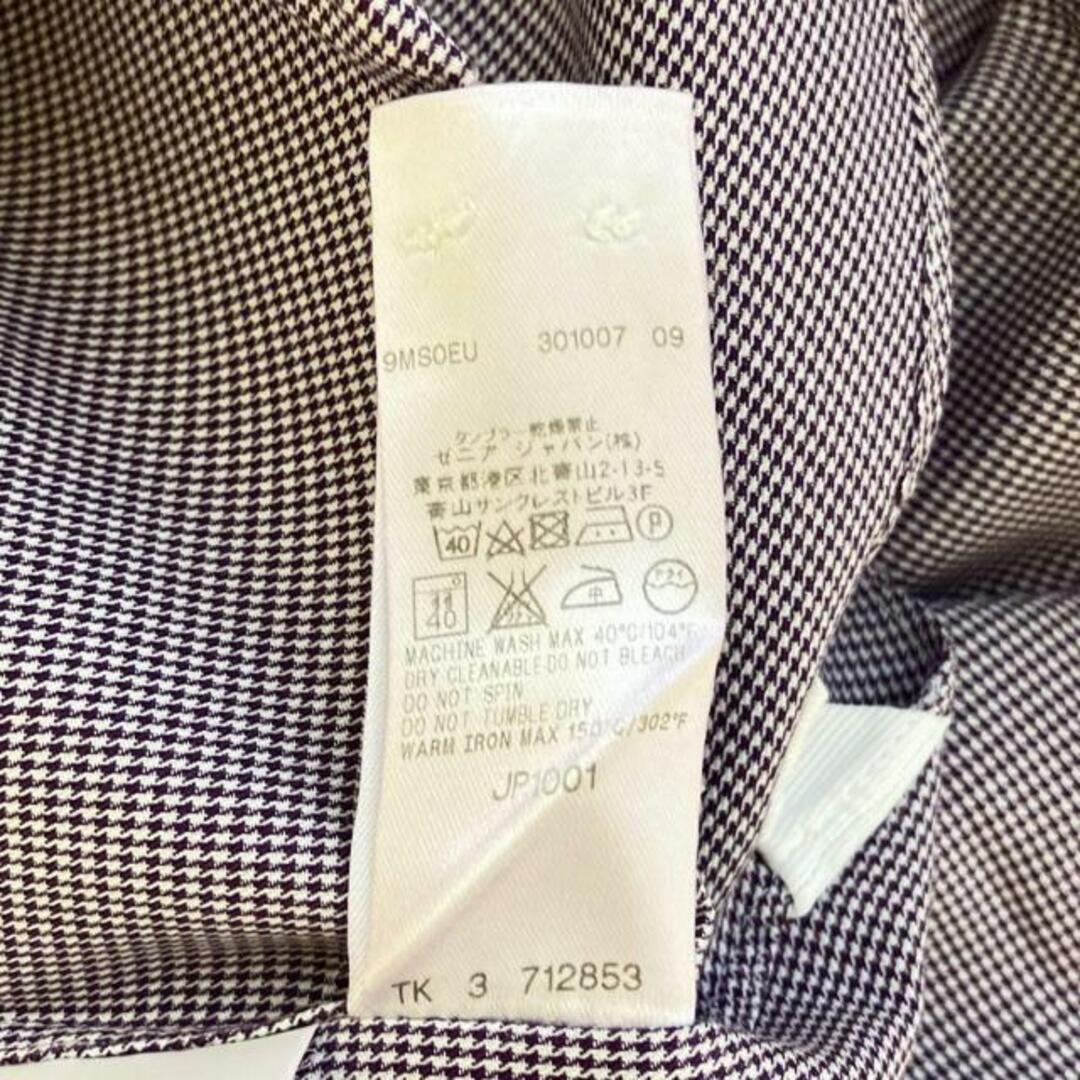 9MS0EU 301007 09
タンブラー乾燥禁止
ゼニア ジャパン(株)
東京都港区北青山2-13-5
青山サンクレストビル3F
40 P
40 中 ドライ
MACHINE WASH MAX 40°C/104°F
DRY CLEANABLE-DO NOT BLEACH
DO NOT SPIN
DO NOT TUMBLE DRY
WARM IRON MAX 150°C/302°F
JP1001
TK 3 712853